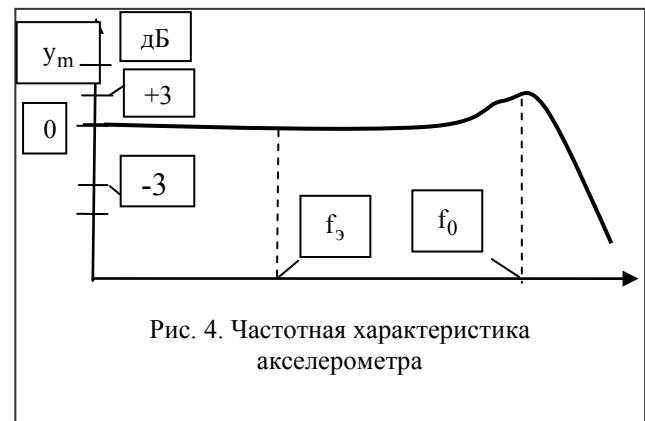 y_m
дБ
+3
0
-3
f_э
f_0
Рис. 4. Частотная характеристика
акселерометра